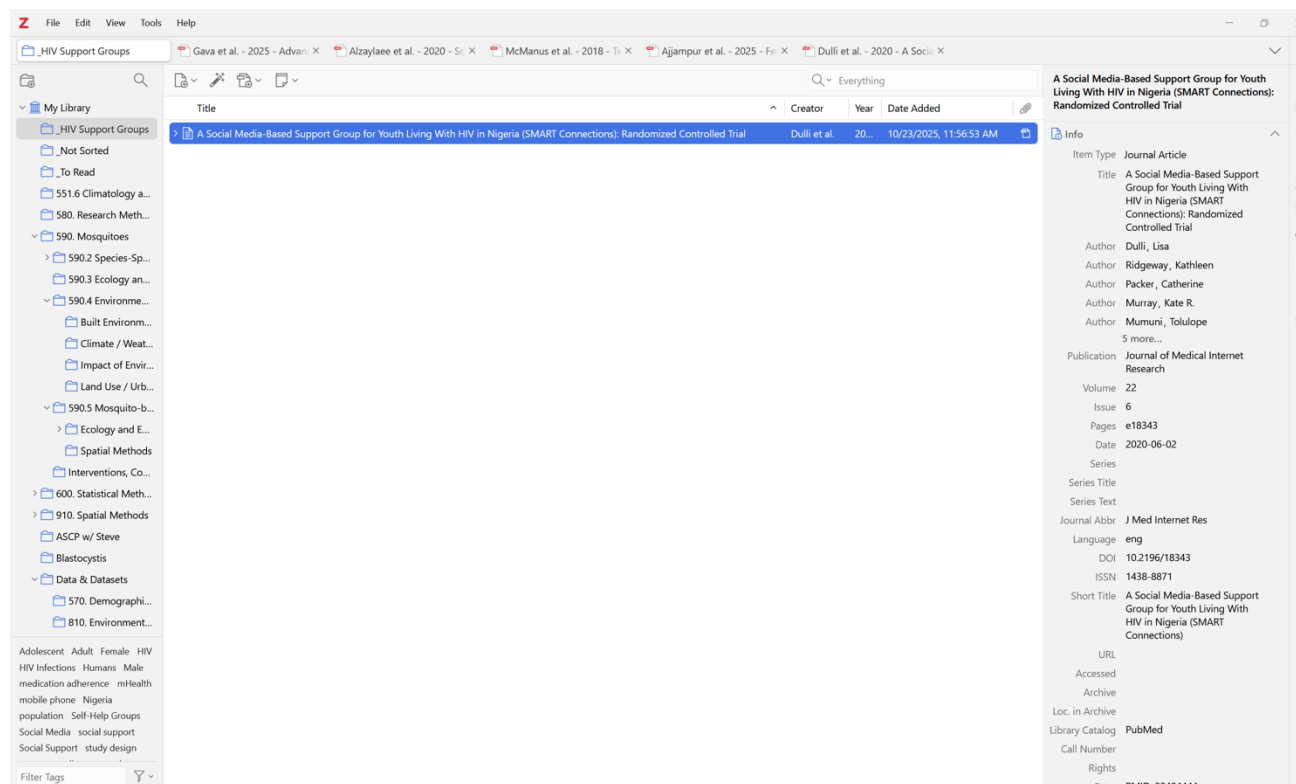 Z File Edit View Tools Help
_HIV Support Groups Gava et al. - 2025 - Advan Alzaylaee et al. - 2020 - Sc McManus et al. - 2018 - Te Ajjampur et al. - 2025 - Fe Dulli et al. - 2020 - A Socia
Everything
My Library
_HIV Support Groups
_Not Sorted
_To Read
551.6 Climatology a...
580. Research Meth...
590. Mosquitoes
590.2 Species-Sp...
590.3 Ecology an...
590.4 Environme...
Built Environm...
Climate / Weat...
Impact of Envir...
Land Use / Urb...
590.5 Mosquito-b...
Ecology and E...
Spatial Methods
Interventions, Co...
600. Statistical Meth...
910. Spatial Methods
ASCP w/ Steve
Blastocystis
Data & Datasets
570. Demographi...
810. Environment...
Adolescent Adult Female HIV
HIV Infections Humans Male
medication adherence mHealth
mobile phone Nigeria
population Self-Help Groups
Social Media social support
Social Support study design
Filter Tags
Title Creator Year Date Added
A Social Media-Based Support Group for Youth Living With HIV in Nigeria (SMART Connections): Randomized Controlled Trial Dulli et al. 20... 10/23/2025, 11:56:53 AM
A Social Media-Based Support Group for Youth
Living With HIV in Nigeria (SMART Connections):
Randomized Controlled Trial
Info
Item Type Journal Article
Title A Social Media-Based Support
Group for Youth Living With
HIV in Nigeria (SMART
Connections): Randomized
Controlled Trial
Author Dulli, Lisa
Author Ridgeway, Kathleen
Author Packer, Catherine
Author Murray, Kate R.
Author Mumuni, Tolulope
5 more...
Publication Journal of Medical Internet
Research
Volume 22
Issue 6
Pages e18343
Date 2020-06-02
Series
Series Title
Series Text
Journal Abbr J Med Internet Res
Language eng
DOI 10.2196/18343
ISSN 1438-8871
Short Title A Social Media-Based Support
Group for Youth Living With
HIV in Nigeria (SMART
Connections)
URL
Accessed
Archive
Loc. in Archive
Library Catalog PubMed
Call Number
Rights